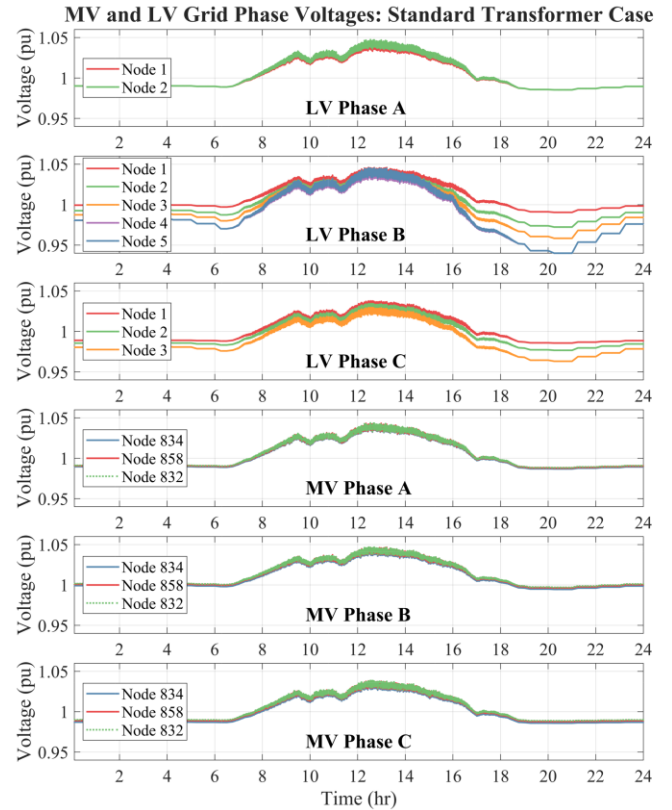 MV and LV Grid Phase Voltages: Standard Transformer Case
Voltage (pu)
1.05
1
0.95
Node 1
Node 2
LV Phase A
2 4 6 8 10 12 14 16 18 20 22 24
Voltage (pu)
1.05
1
0.95
Node 1
Node 2
Node 3
Node 4
Node 5
LV Phase B
2 4 6 8 10 12 14 16 18 20 22 24
Voltage (pu)
1.05
1
0.95
Node 1
Node 2
Node 3
LV Phase C
2 4 6 8 10 12 14 16 18 20 22 24
Voltage (pu)
1.05
1
0.95
Node 834
Node 858
Node 832
MV Phase A
2 4 6 8 10 12 14 16 18 20 22 24
Voltage (pu)
1.05
1
0.95
Node 834
Node 858
Node 832
MV Phase B
2 4 6 8 10 12 14 16 18 20 22 24
Voltage (pu)
1.05
1
0.95
Node 834
Node 858
Node 832
MV Phase C
2 4 6 8 10 12 14 16 18 20 22 24
Time (hr)